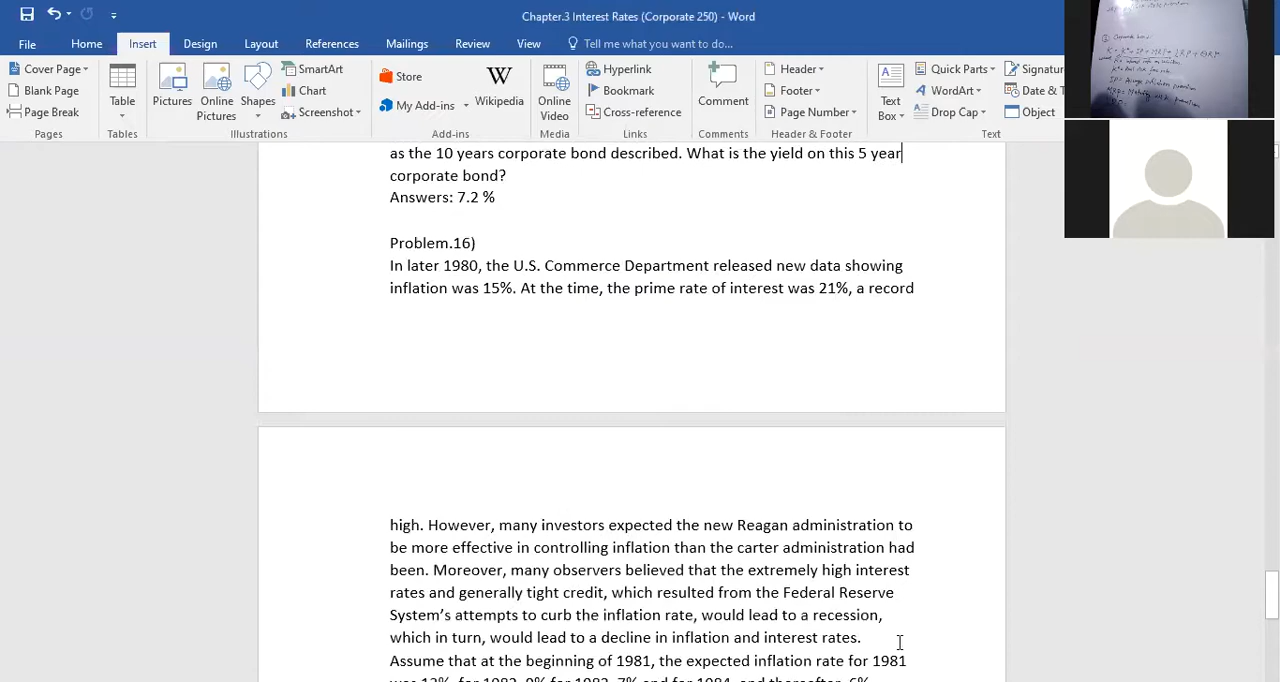 Chapter.3 Interest Rates (Corporate 250) - Word
File Home Insert Design Layout References Mailings Review View Tell me what you want to do...
Cover Page
Blank Page
Page Break
Pages
Table
Tables
Pictures
Online Pictures
Shapes
SmartArt
Chart
Screenshot
Illustrations
Store
My Add-ins
Wikipedia
Add-ins
Online Video
Media
Hyperlink
Bookmark
Cross-reference
Links
Comment
Comments
Header
Footer
Page Number
Header & Footer
Text Box
Quick Parts
WordArt
Drop Cap
Signatur
Date & T
Object
Text
as the 10 years corporate bond described. What is the yield on this 5 year
corporate bond?
Answers: 7.2 %
Problem.16)
In later 1980, the U.S. Commerce Department released new data showing
inflation was 15%. At the time, the prime rate of interest was 21%, a record
high. However, many investors expected the new Reagan administration to
be more effective in controlling inflation than the carter administration had
been. Moreover, many observers believed that the extremely high interest
rates and generally tight credit, which resulted from the Federal Reserve
System's attempts to curb the inflation rate, would lead to a recession,
which in turn, would lead to a decline in inflation and interest rates.
Assume that at the beginning of 1981, the expected inflation rate for 1981